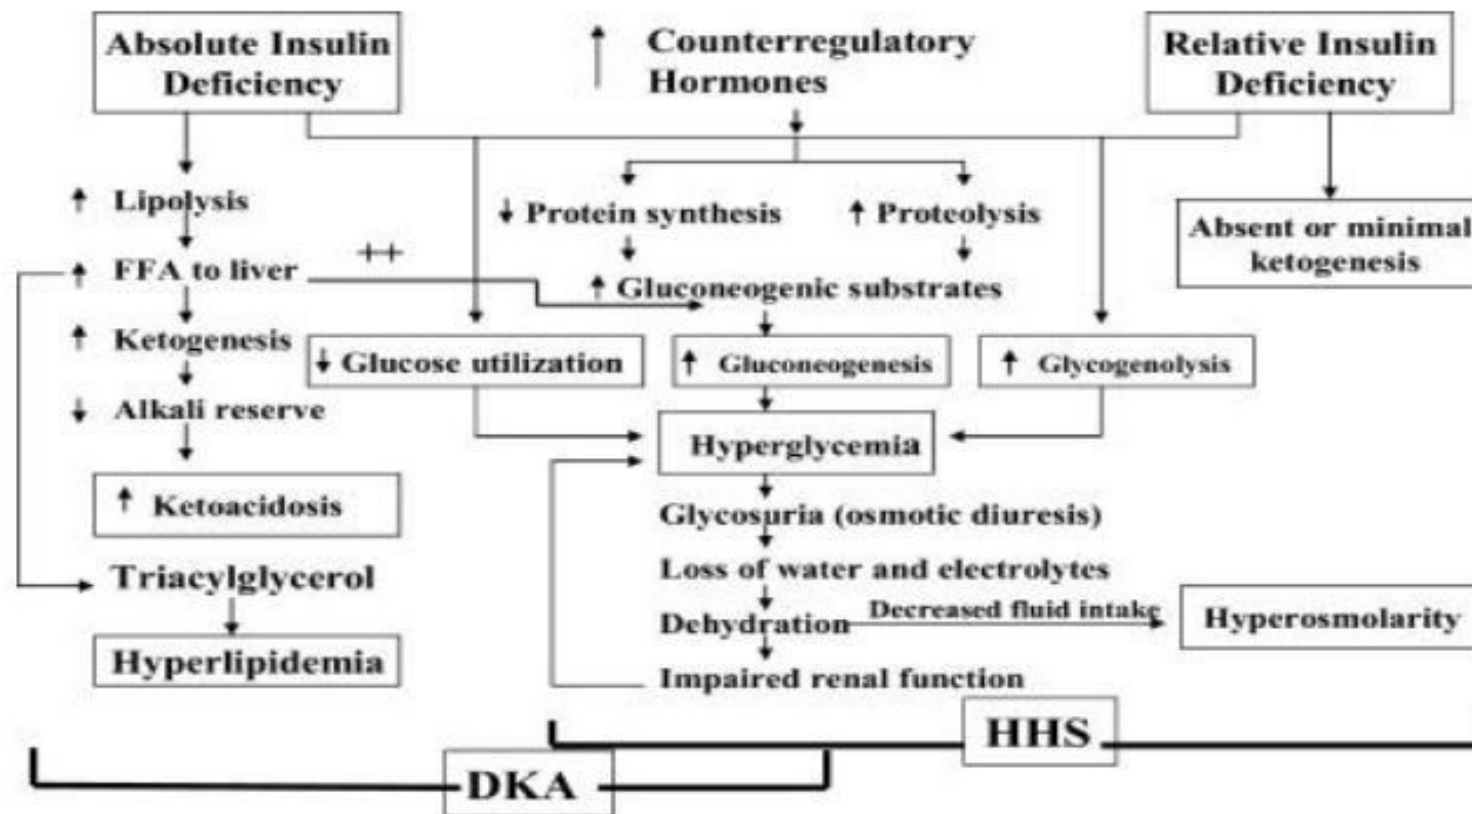 Absolute Insulin
Deficiency
↑ Counterregulatory
Hormones
Relative Insulin
Deficiency
↑ Lipolysis
↓ Protein synthesis
↑ Proteolysis
Absent or minimal
ketogenesis
++
↑ FFA to liver
↑ Gluconeogenic substrates
↑ Ketogenesis
↓ Glucose utilization
↑ Gluconeogenesis
↑ Glycogenolysis
↓ Alkali reserve
Hyperglycemia
↑ Ketoacidosis
Glycosuria (osmotic diuresis)
Triacylglycerol
Loss of water and electrolytes
Dehydration
Decreased fluid intake
Hyperosmolarity
Hyperlipidemia
Impaired renal function
HHS
DKA